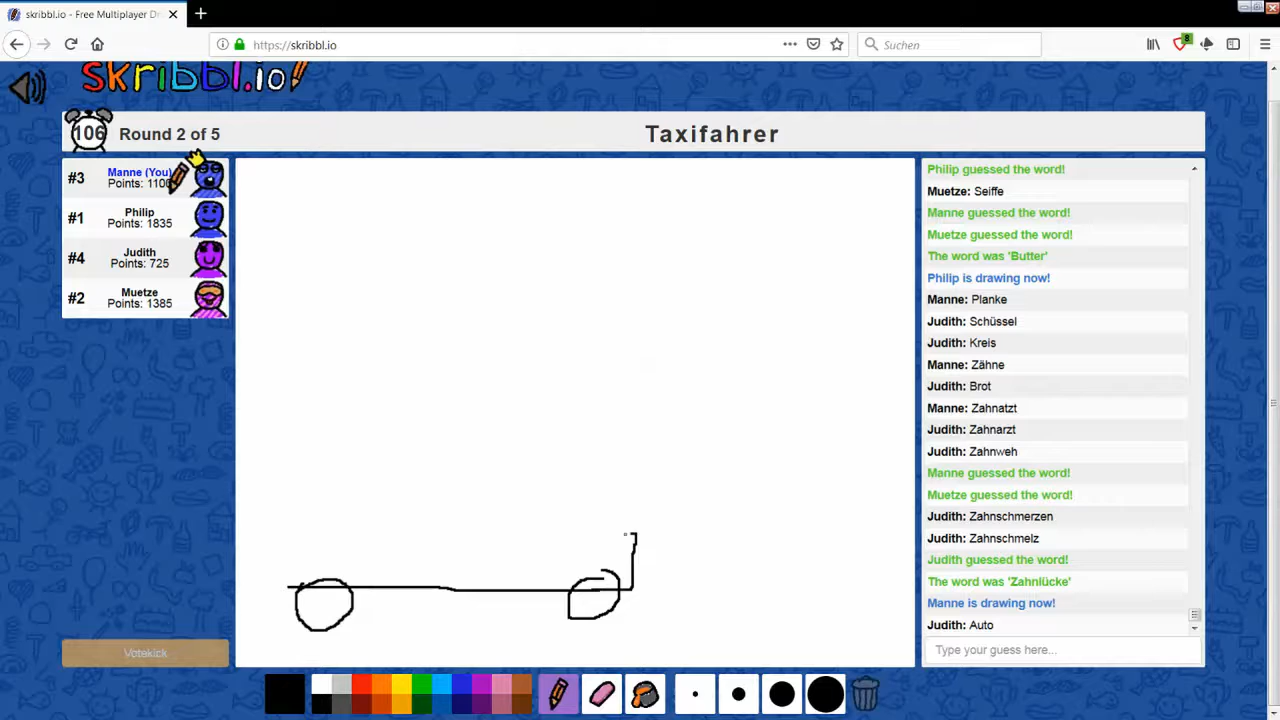 skribbl.io - Free Multiplayer Dr
https://skribbl.io
Suchen
8
skribbl.io!
106
Round 2 of 5
Taxifahrer
#3
Manne (You)
Points: 1100
#1
Philip
Points: 1835
#4
Judith
Points: 725
#2
Muetze
Points: 1385
Votekick
Philip guessed the word!
Muetze: Seiffe
Manne guessed the word!
Muetze guessed the word!
The word was 'Butter'
Philip is drawing now!
Manne: Planke
Judith: Schüssel
Judith: Kreis
Manne: Zähne
Judith: Brot
Manne: Zahnatzt
Judith: Zahnarzt
Judith: Zahnweh
Manne guessed the word!
Muetze guessed the word!
Judith: Zahnschmerzen
Judith: Zahnschmelz
Judith guessed the word!
The word was 'Zahnlücke'
Manne is drawing now!
Judith: Auto
Type your guess here...